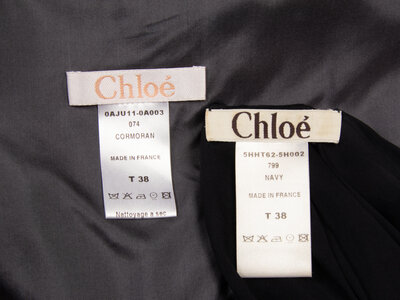 Chloé
0AJU11-0A003
074
CORMORAN
MADE IN FRANCE
T 38
Nettoyage a sec
Chloé
5HHT62-5H002
799
NAVY
MADE IN FRANCE
T 38